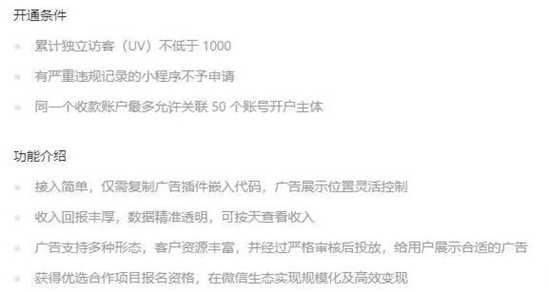 开通条件
累计独立访客（UV）不低于 1000
有严重违规记录的小程序不予申请
同一个收款账户最多允许关联 50 个账号开户主体
功能介绍
接入简单，仅需复制广告插件嵌入代码，广告展示位置灵活控制
收入回报丰厚，数据精准透明，可按天查看收入
广告支持多种形态，客户资源丰富，并经过严格审核后投放，给用户展示合适的广告
获得优选合作项目报名资格，在微信生态实现规模化及高效变现